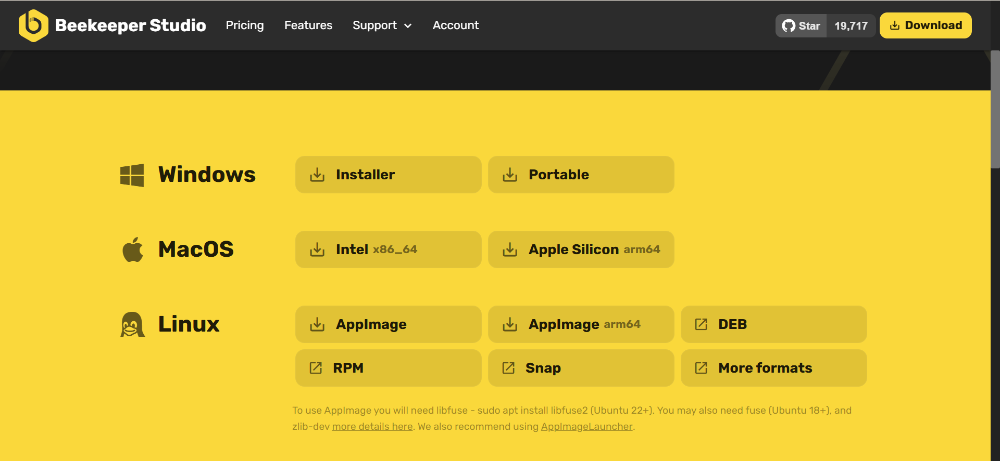 Beekeeper Studio Pricing Features Support Account Star 19,717 Download
Windows Installer Portable
MacOS Intel x86_64 Apple Silicon arm64
Linux AppImage AppImage arm64 DEB
RPM Snap More formats
To use AppImage you will need libfuse - sudo apt install libfuse2 (Ubuntu 22+). You may also need fuse (Ubuntu 18+), and
zlib-dev more details here. We also recommend using AppImageLauncher.